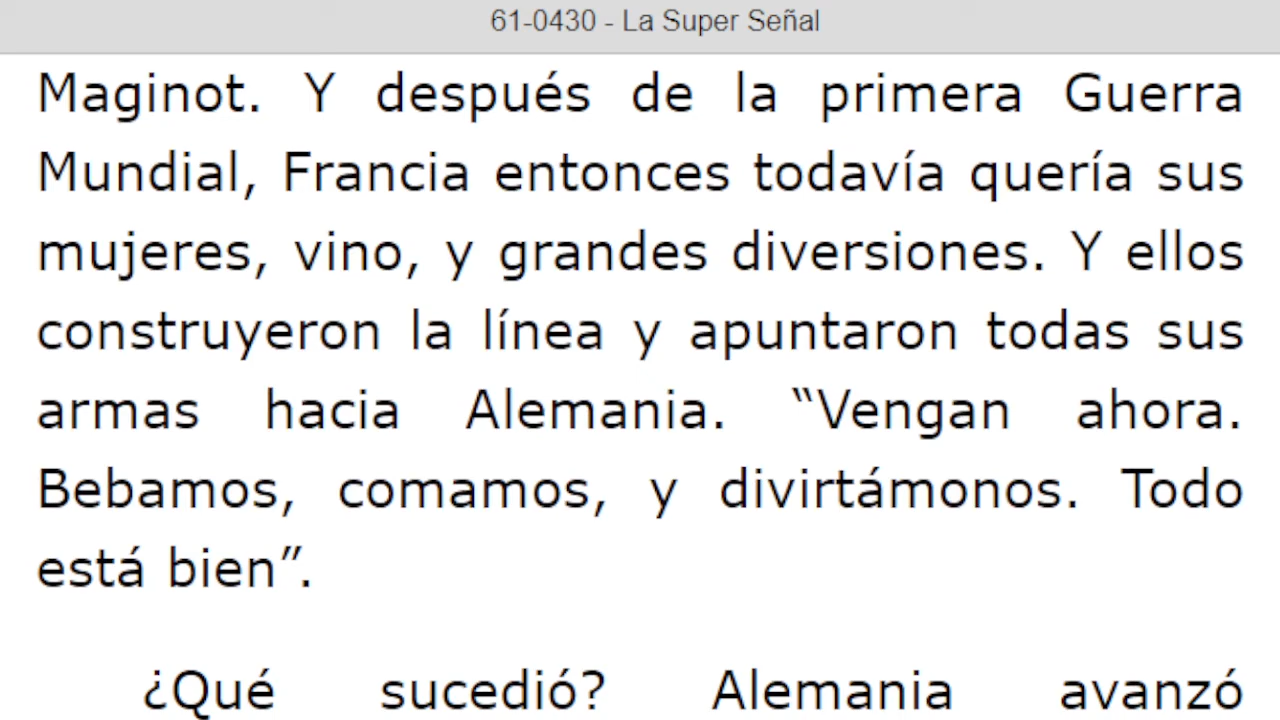 61-0430 - La Super Señal
Maginot. Y después de la primera Guerra
Mundial, Francia entonces todavía quería sus
mujeres, vino, y grandes diversiones. Y ellos
construyeron la línea y apuntaron todas sus
armas hacia Alemania. “Vengan ahora.
Bebamos, comamos, y divirtámonos. Todo
está bien”.
¿Qué sucedió? Alemania avanzó